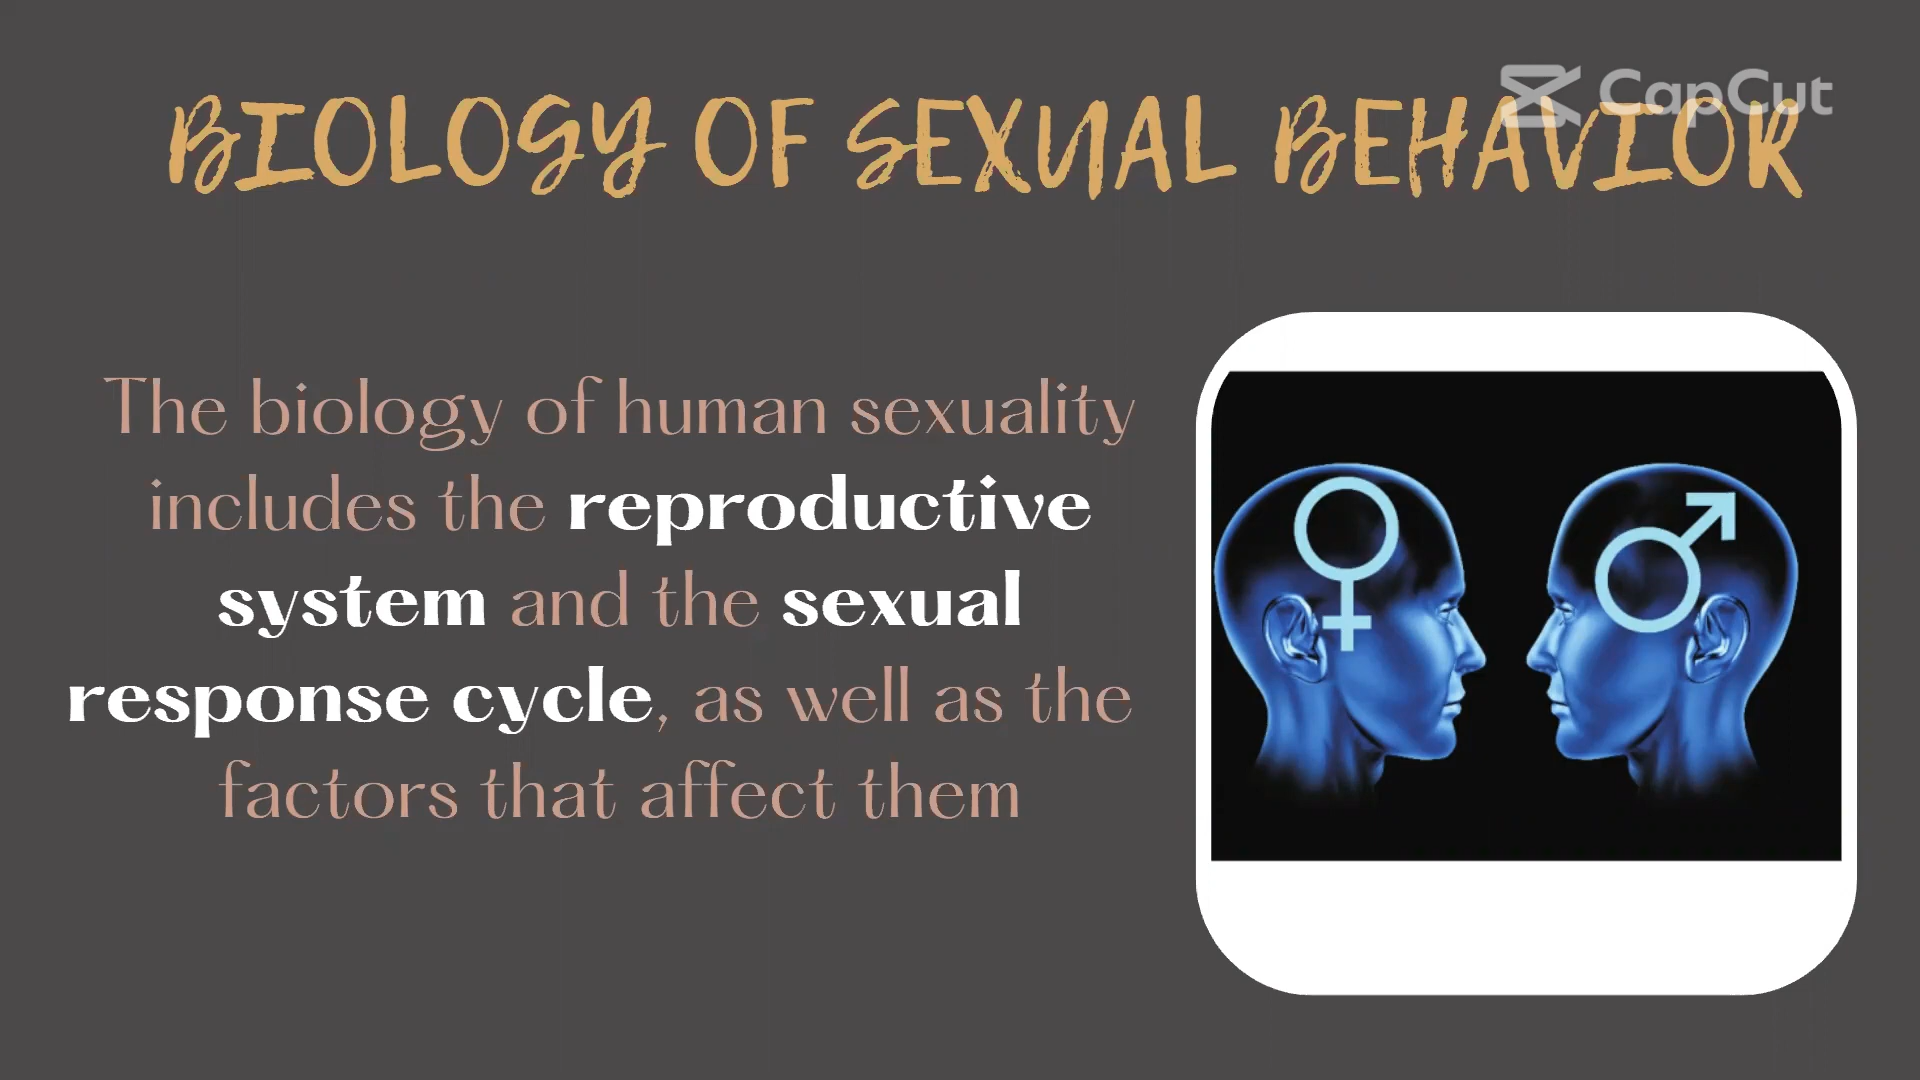 CapCut
BIOLOGY OF SEXUAL BEHAVIOR
The biology of human sexuality
includes the reproductive
system and the sexual
response cycle, as well as the
factors that affect them